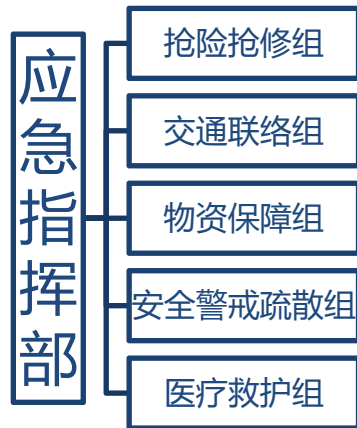 应急指挥部
抢险抢修组
交通联络组
物资保障组
安全警戒疏散组
医疗救护组